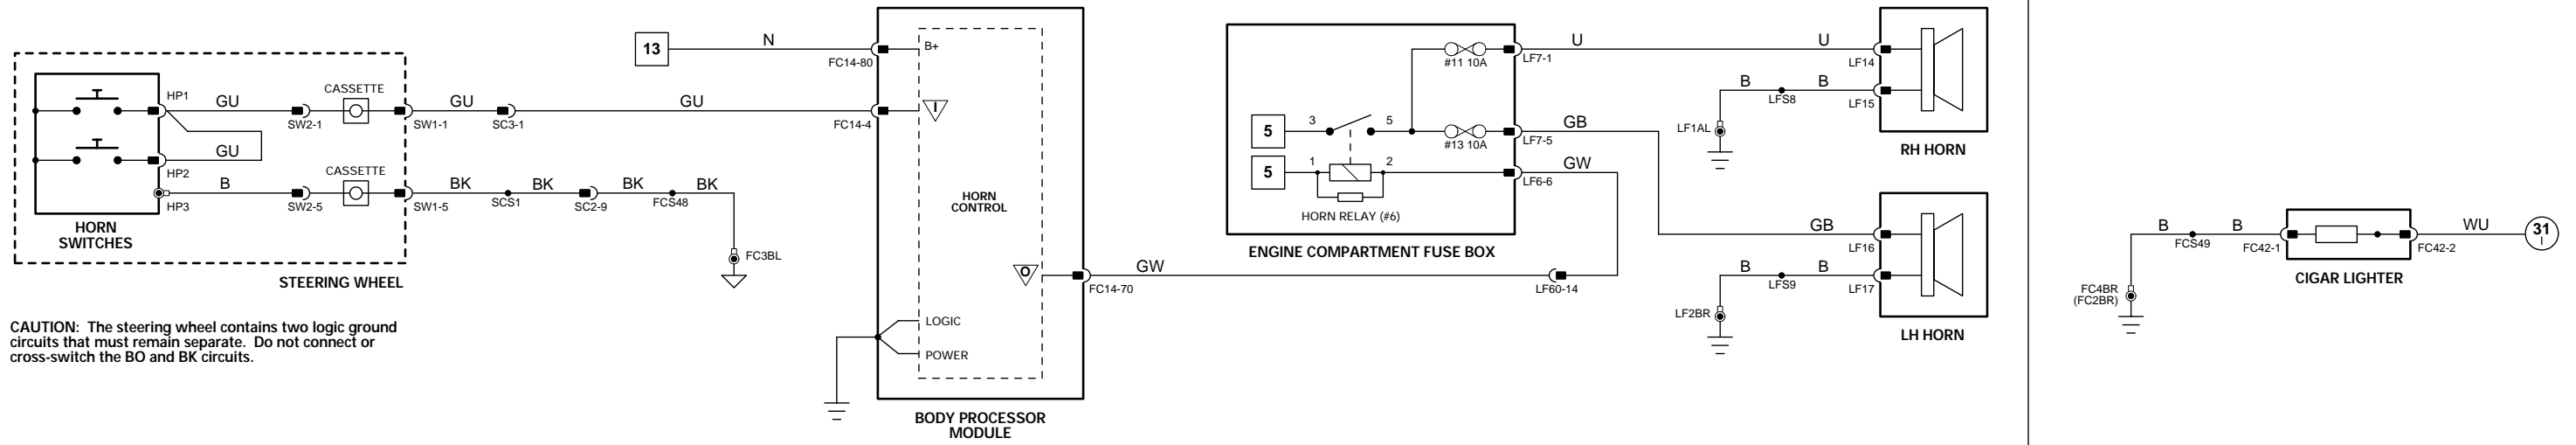 13
N
FC14-80
B+
HP1
GU
CASSETTE
SW2-1
SW1-1
GU
SC3-1
GU
FC14-4
I
GU
HP2
CASSETTE
B
HP3
SW2-5
SW1-5
BK
SCS1
BK
SC2-9
BK
FCS48
BK
FC3BL
HORN
SWITCHES
STEERING WHEEL
CAUTION: The steering wheel contains two logic ground
circuits that must remain separate. Do not connect or
cross-switch the BO and BK circuits.
HORN
CONTROL
O
FC14-70
GW
LF60-14
LOGIC
POWER
BODY PROCESSOR
MODULE
#11 10A
LF7-1
U
U
LF14
5
3
5
#13 10A
LF7-5
GB
5
1
2
LF6-6
GW
HORN RELAY (#6)
ENGINE COMPARTMENT FUSE BOX
B
LFS8
B
LF15
LF1AL
RH HORN
GB
LF16
B
LFS9
B
LF17
LF2BR
LH HORN
B
FCS49
B
FC42-1
FC42-2
WU
31
I
FC4BR
(FC2BR)
CIGAR LIGHTER